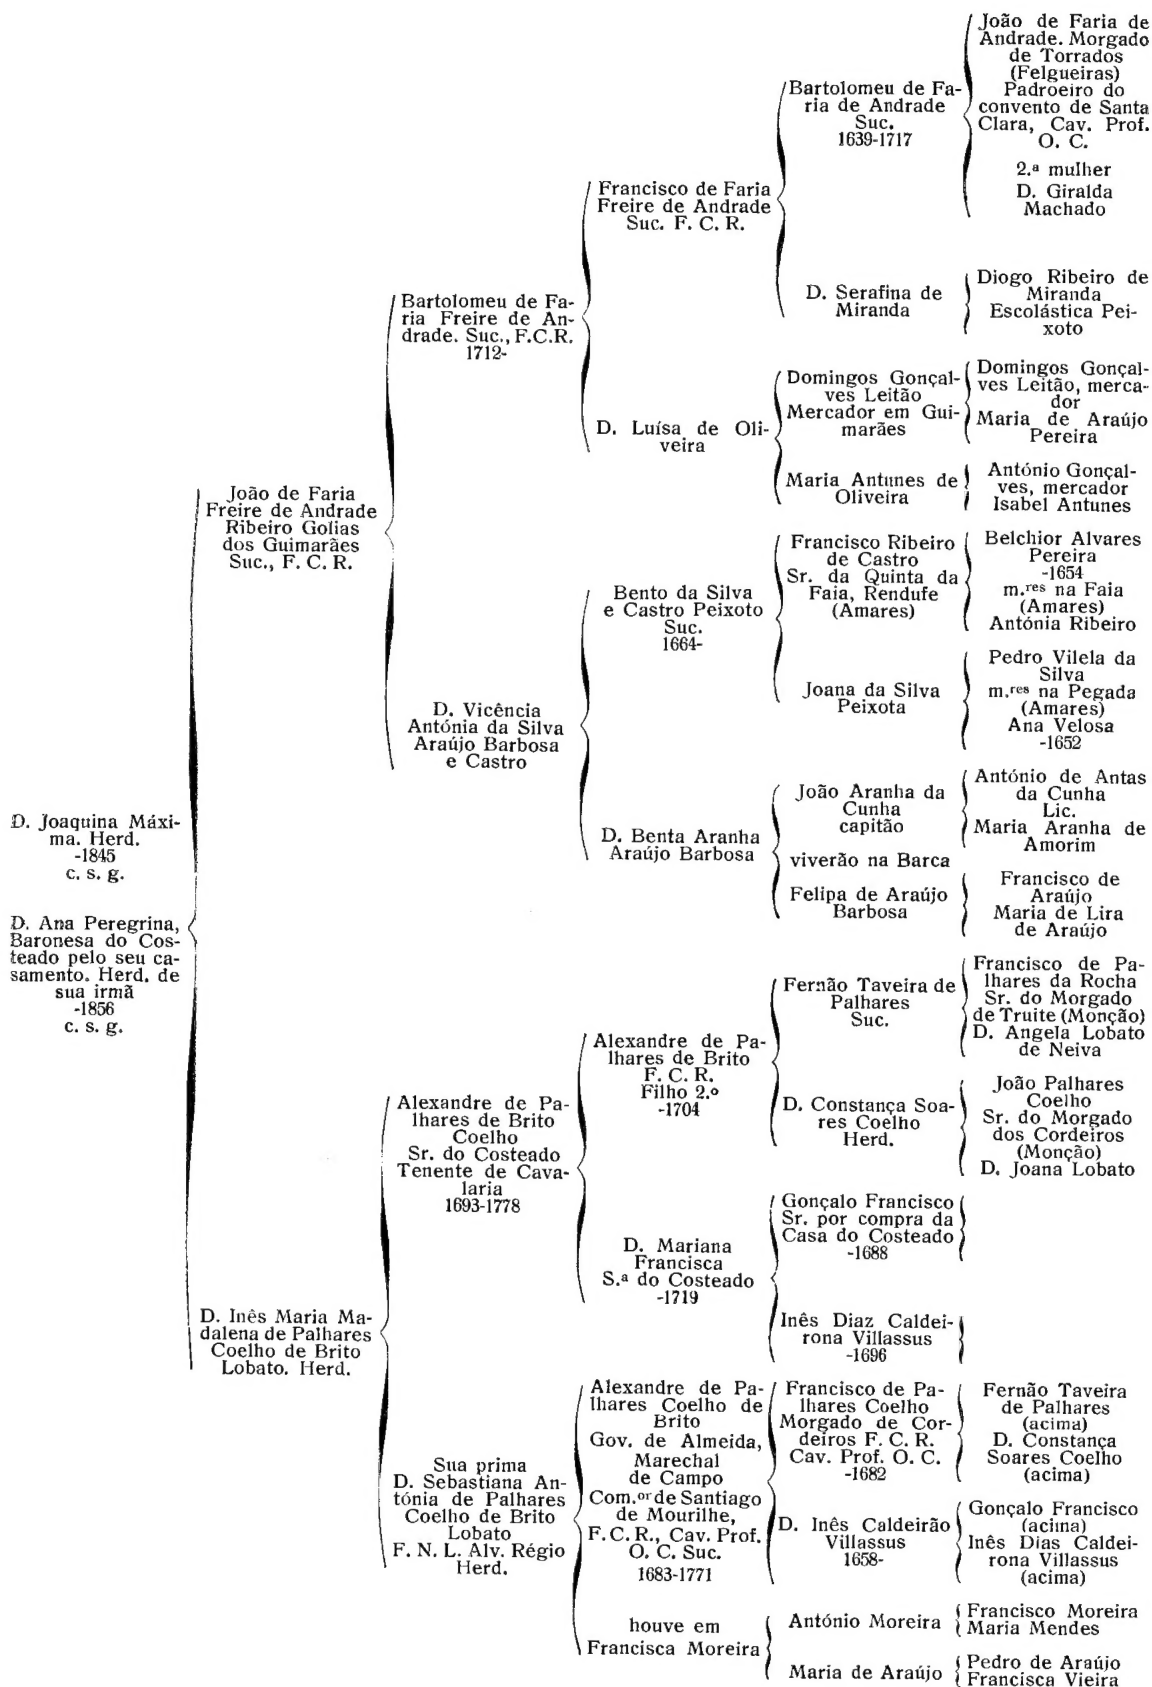 D. Joaquina Máxi-
ma. Herd.
-1845
c. s. g.
D. Ana Peregrina,
Baronesa do Cos-
teado pelo seu ca-
samento. Herd. de
sua irmã
-1856
c. s. g.
João de Faria
Freire de Andrade
Ribeiro Golias
dos Guimarães
Suc., F. C. R.
D. Inês Maria Ma-
dalena de Palhares
Coelho de Brito
Lobato. Herd.
Bartolomeu de Fa-
ria Freire de An-
drade. Suc., F.C.R.
1712-
D. Vicência
Antónia da Silva
Araújo Barbosa
e Castro
Alexandre de Pa-
lhares de Brito
Coelho
Sr. do Costeado
Tenente de Cava-
laria
1693-1778
Sua prima
D. Sebastiana An-
tónia de Palhares
Coelho de Brito
Lobato
F. N. L. Alv. Régio
Herd.
Francisco de Faria
Freire de Andrade
Suc. F. C. R.
D. Luísa de Oli-
veira
Bento da Silva
e Castro Peixoto
Suc.
1664-
D. Benta Aranha
Araújo Barbosa
Alexandre de Pa-
lhares de Brito
F. C. R.
Filho 2.º
-1704
D. Mariana
Francisca
S.ª do Costeado
-1719
Alexandre de Pa-
lhares Coelho de
Brito
Gov. de Almeida,
Marechal
de Campo
Com.or de Santiago
de Mourilhe,
F. C. R., Cav. Prof.
O. C. Suc.
1683-1771
houve em
Francisca Moreira
Bartolomeu de Fa-
ria de Andrade
Suc.
1639-1717
D. Serafina de
Miranda
Domingos Gonçal-
ves Leitão
Mercador em Gui-
marães
Maria Antunes de
Oliveira
Francisco Ribeiro
de Castro
Sr. da Quinta da
Faia, Rendufe
(Amares)
Joana da Silva
Peixota
João Aranha da
Cunha
capitão
viverão na Barca
Felipa de Araújo
Barbosa
Fernão Taveira de
Palhares
Suc.
D. Constança Soa-
res Coelho
Herd.
Gonçalo Francisco
Sr. por compra da
Casa do Costeado
-1688
Inês Diaz Caldei-
rona Villassus
-1696
Francisco de Pa-
lhares Coelho
Morgado de Cor-
deiros F. C. R.
Cav. Prof. O. C.
-1682
D. Inês Caldeirão
Villassus
1658-
António Moreira
Maria de Araújo
João de Faria de
Andrade. Morgado
de Torrados
(Felgueiras)
Padroeiro do
convento de Santa
Clara, Cav. Prof.
O. C.
2.ª mulher
D. Giralda
Machado
Diogo Ribeiro de
Miranda
Escolástica Pei-
xoto
Domingos Gonçal-
ves Leitão, merca-
dor
Maria de Araújo
Pereira
António Gonçal-
ves, mercador
Isabel Antunes
Belchior Alvares
Pereira
-1654
m.res na Faia
(Amares)
Antónia Ribeiro
Pedro Vilela da
Silva
m.res na Pegada
(Amares)
Ana Velosa
-1652
António de Antas
da Cunha
Lic.
Maria Aranha de
Amorim
Francisco de
Araújo
Maria de Lira
de Araújo
Francisco de Pa-
lhares da Rocha
Sr. do Morgado
de Truite (Monção)
D. Angela Lobato
de Neiva
João Palhares
Coelho
Sr. do Morgado
dos Cordeiros
(Monção)
D. Joana Lobato
Fernão Taveira
de Palhares
(acima)
D. Constança
Soares Coelho
(acima)
Gonçalo Francisco
(acima)
Inês Dias Caldei-
rona Villassus
(acima)
Francisco Moreira
Maria Mendes
Pedro de Araújo
Francisca Vieira